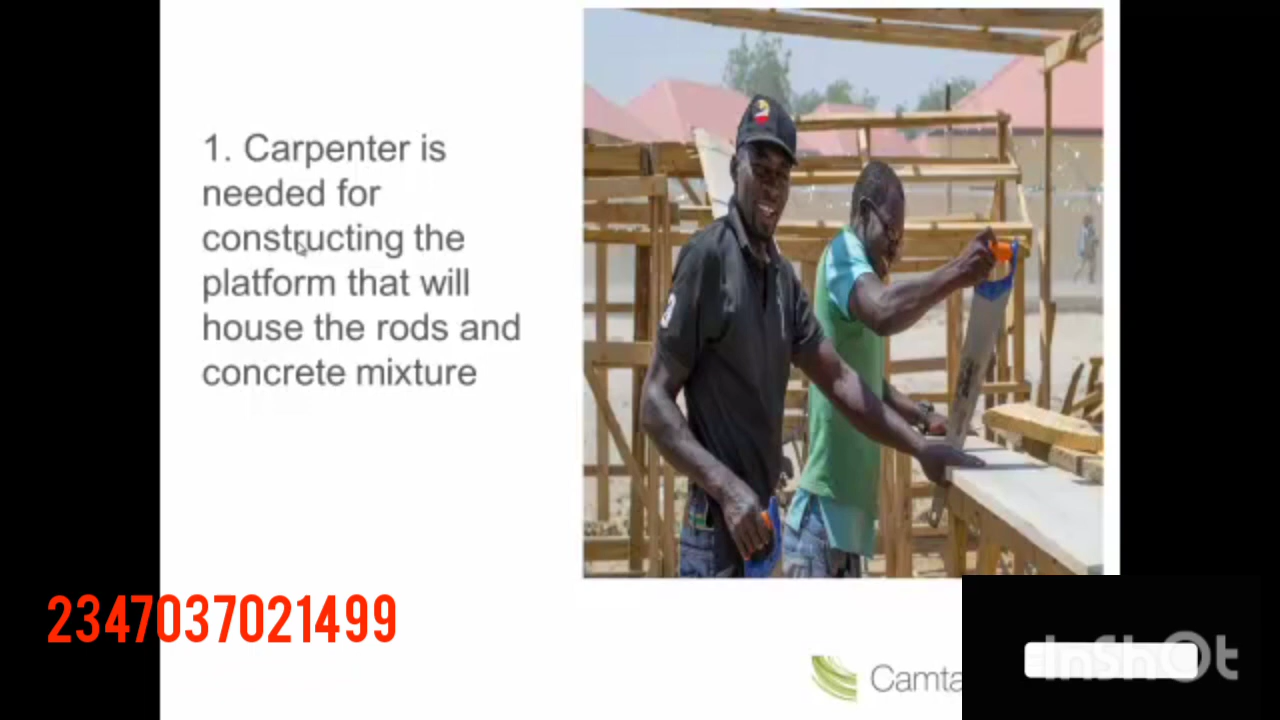 1. Carpenter is
needed for
constructing the
platform that will
house the rods and
concrete mixture
2347037021499
Camta
InShOt